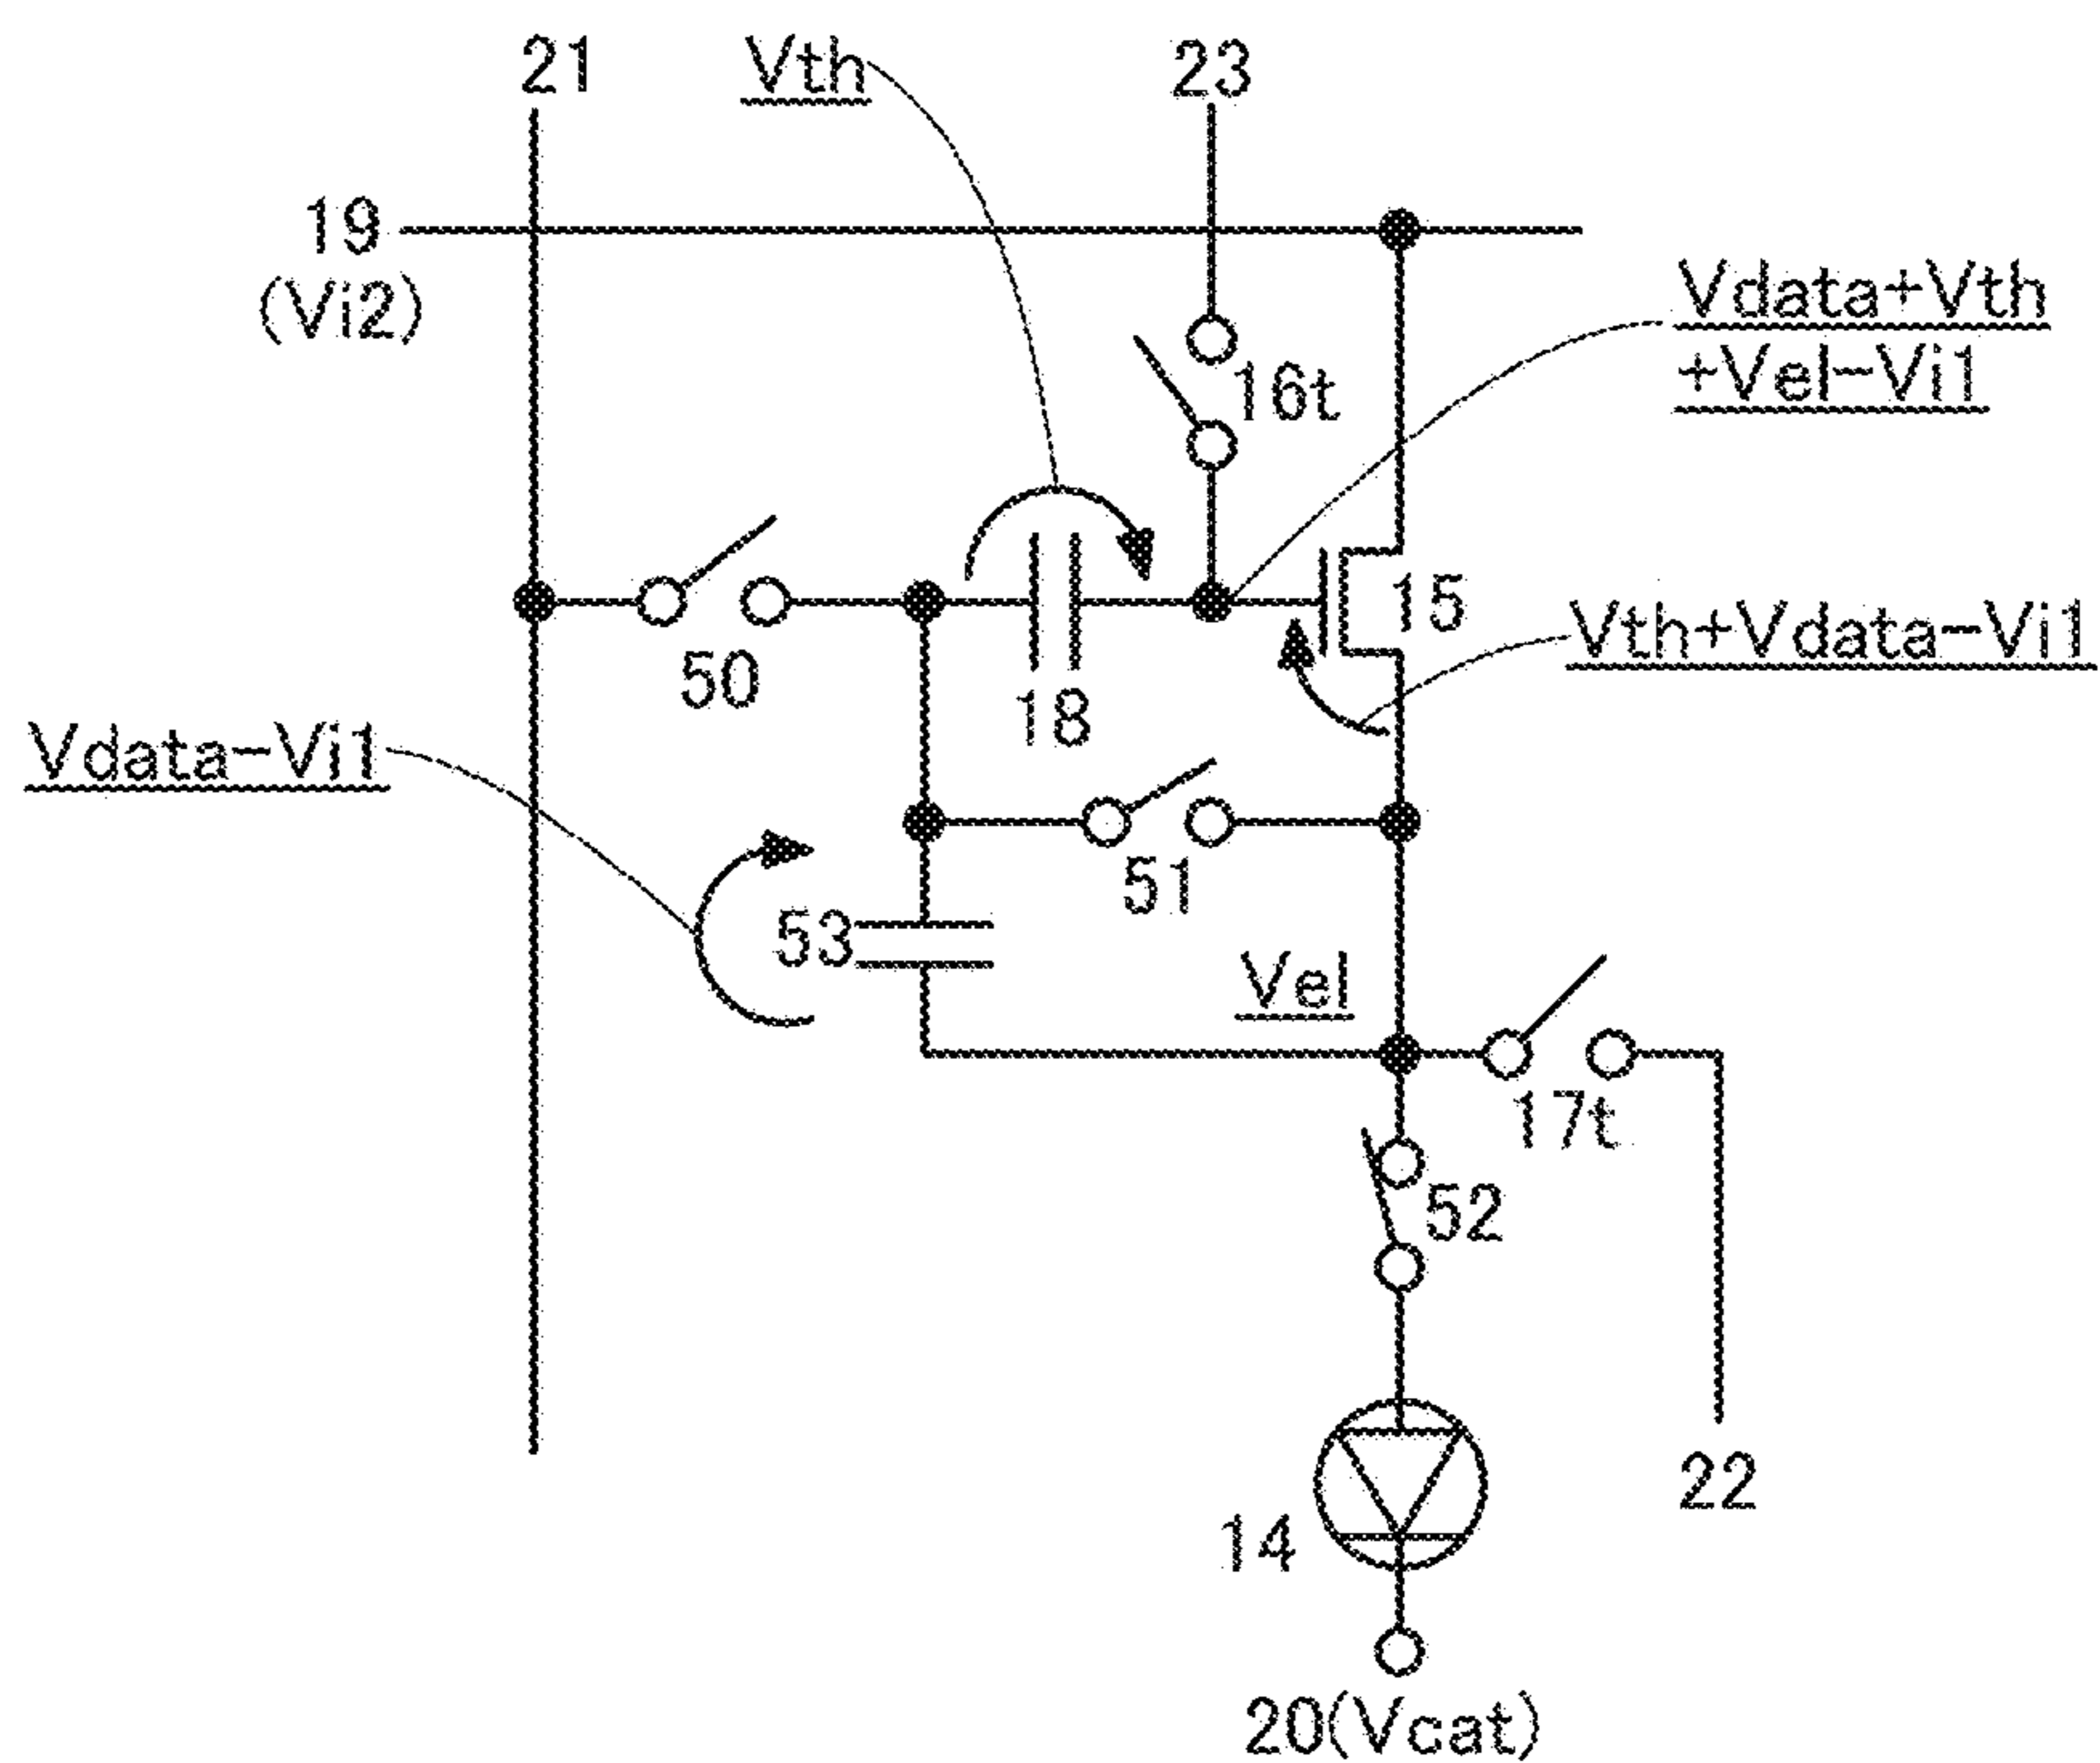 21
Vth
23
19
(Vi2)
Vdata+Vth
+Vel-Vi1
16t
15
50
18
Vth+Vdata-Vi1
Vdata-Vi1
51
53
Vel
17t
52
14
22
20(Vcat)